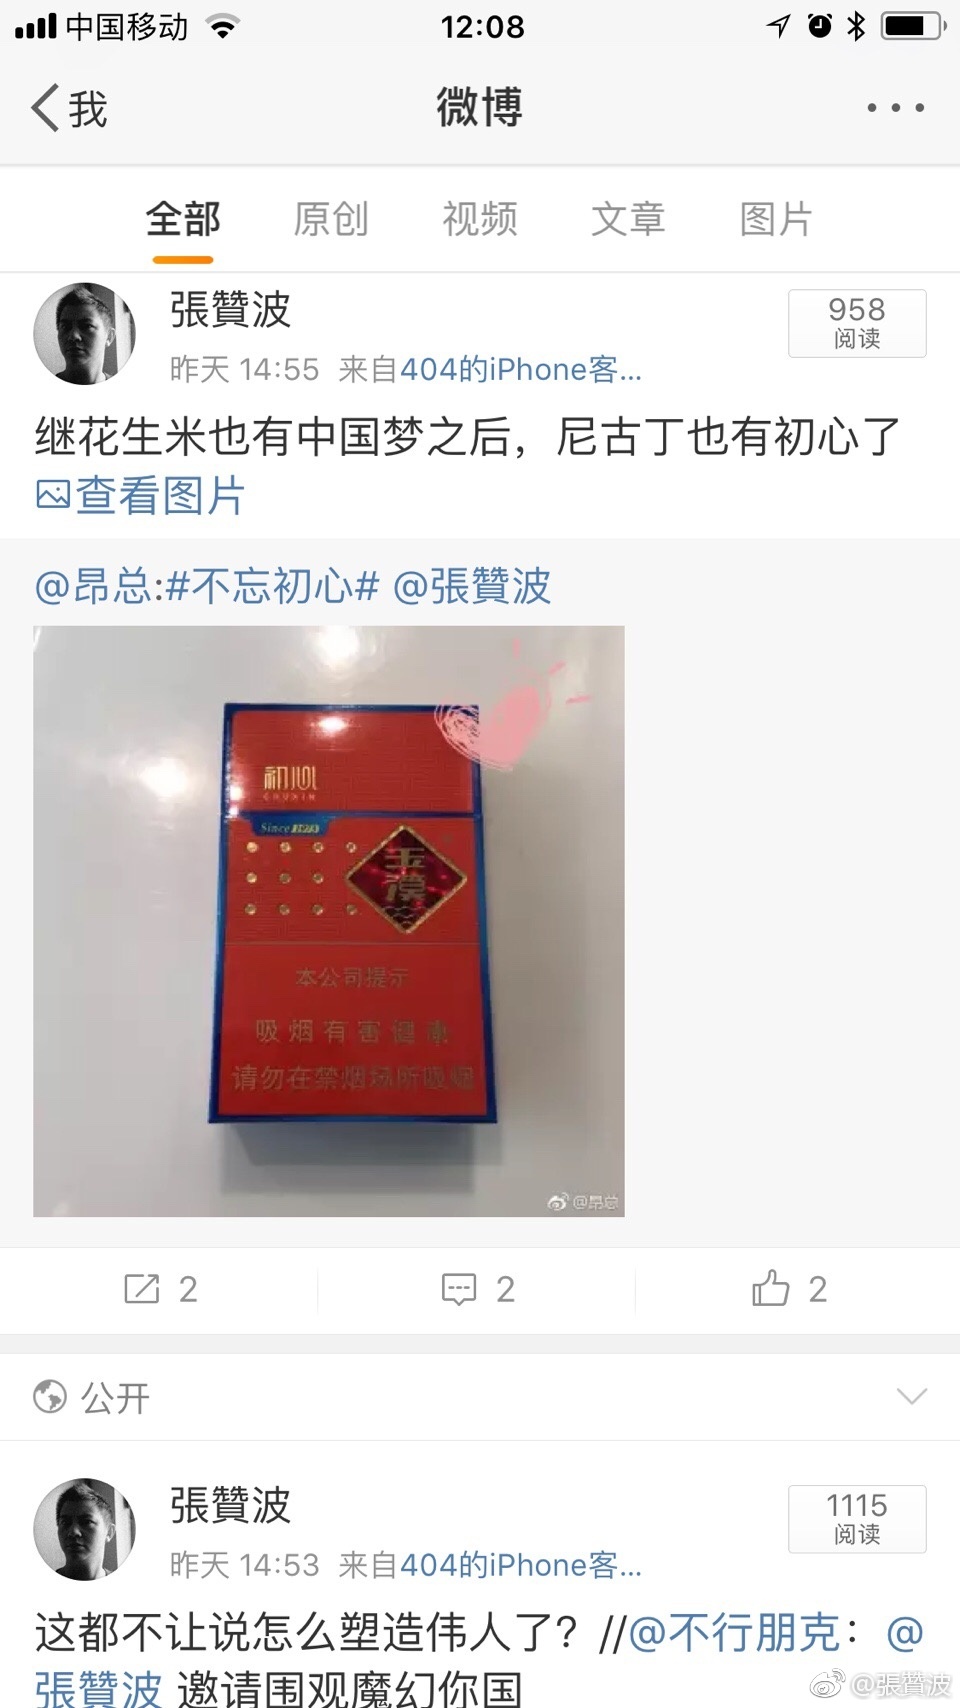 中国移动
12:08
我
微博
全部 原创 视频 文章 图片
張贊波
958
阅读
昨天 14:55 来自404的iPhone客...
继花生米也有中国梦之后，尼古丁也有初心了
查看图片
@昂总:#不忘初心# @張贊波
初心
CHUXIN
Since
玉
漠
本公司提示
吸烟有害健康
请勿在禁烟场所吸烟
@昂总
2 2 2
公开
張贊波
1115
阅读
昨天 14:53 来自404的iPhone客...
这都不让说怎么塑造伟人了？//@不行朋克：@
張贊波 邀请围观魔幻你国
@張贊波